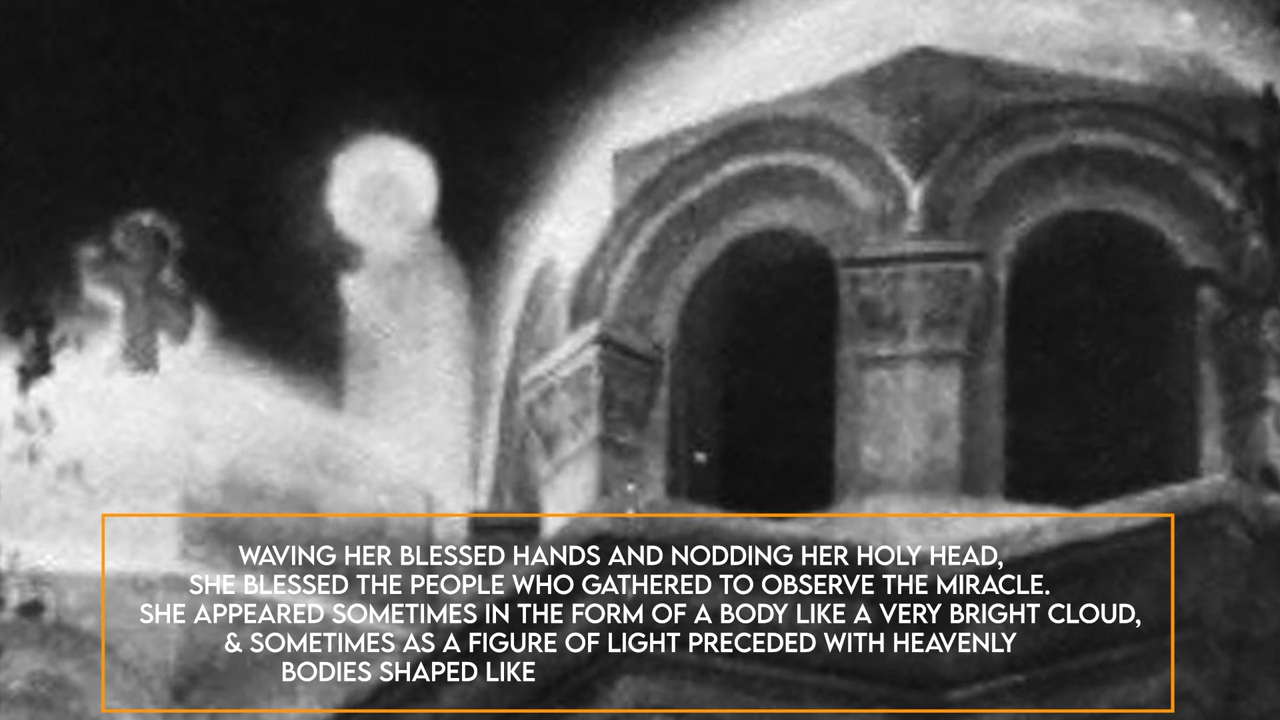 WAVING HER BLESSED HANDS AND NODDING HER HOLY HEAD,
SHE BLESSED THE PEOPLE WHO GATHERED TO OBSERVE THE MIRACLE.
SHE APPEARED SOMETIMES IN THE FORM OF A BODY LIKE A VERY BRIGHT CLOUD,
& SOMETIMES AS A FIGURE OF LIGHT PRECEDED WITH HEAVENLY
BODIES SHAPED LIKE